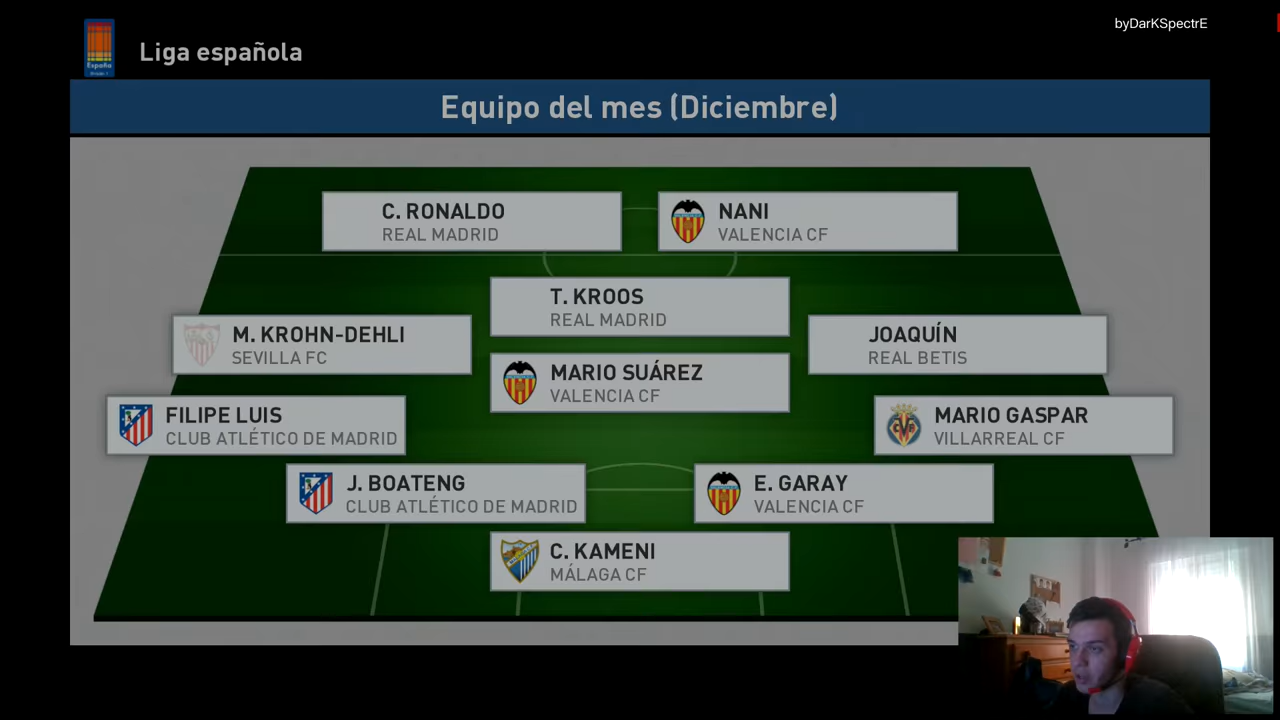 byDarKSpectrE
España
Liga española
Equipo del mes (Diciembre)
C. RONALDO
REAL MADRID
NANI
VALENCIA CF
T. KROOS
REAL MADRID
M. KROHN-DEHLI
SEVILLA FC
JOAQUÍN
REAL BETIS
MARIO SUÁREZ
VALENCIA CF
FILIPE LUIS
CLUB ATLÉTICO DE MADRID
MARIO GASPAR
VILLARREAL CF
J. BOATENG
CLUB ATLÉTICO DE MADRID
E. GARAY
VALENCIA CF
C. KAMENI
MÁLAGA CF